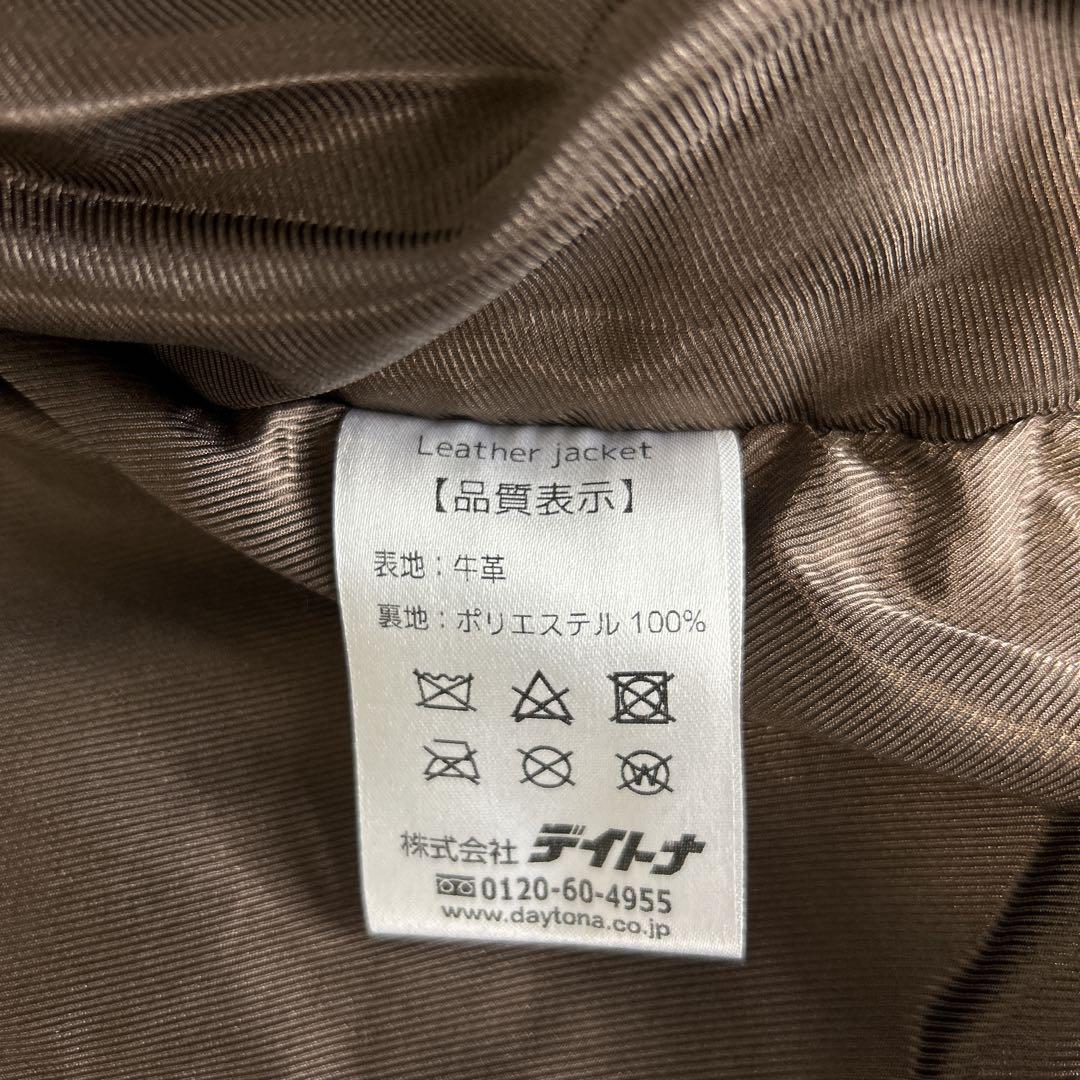 Leather jacket
【品質表示】
表地：牛革
裏地：ポリエステル 100%
W
株式会社 デイトナ
0120-60-4955
www.daytona.co.jp